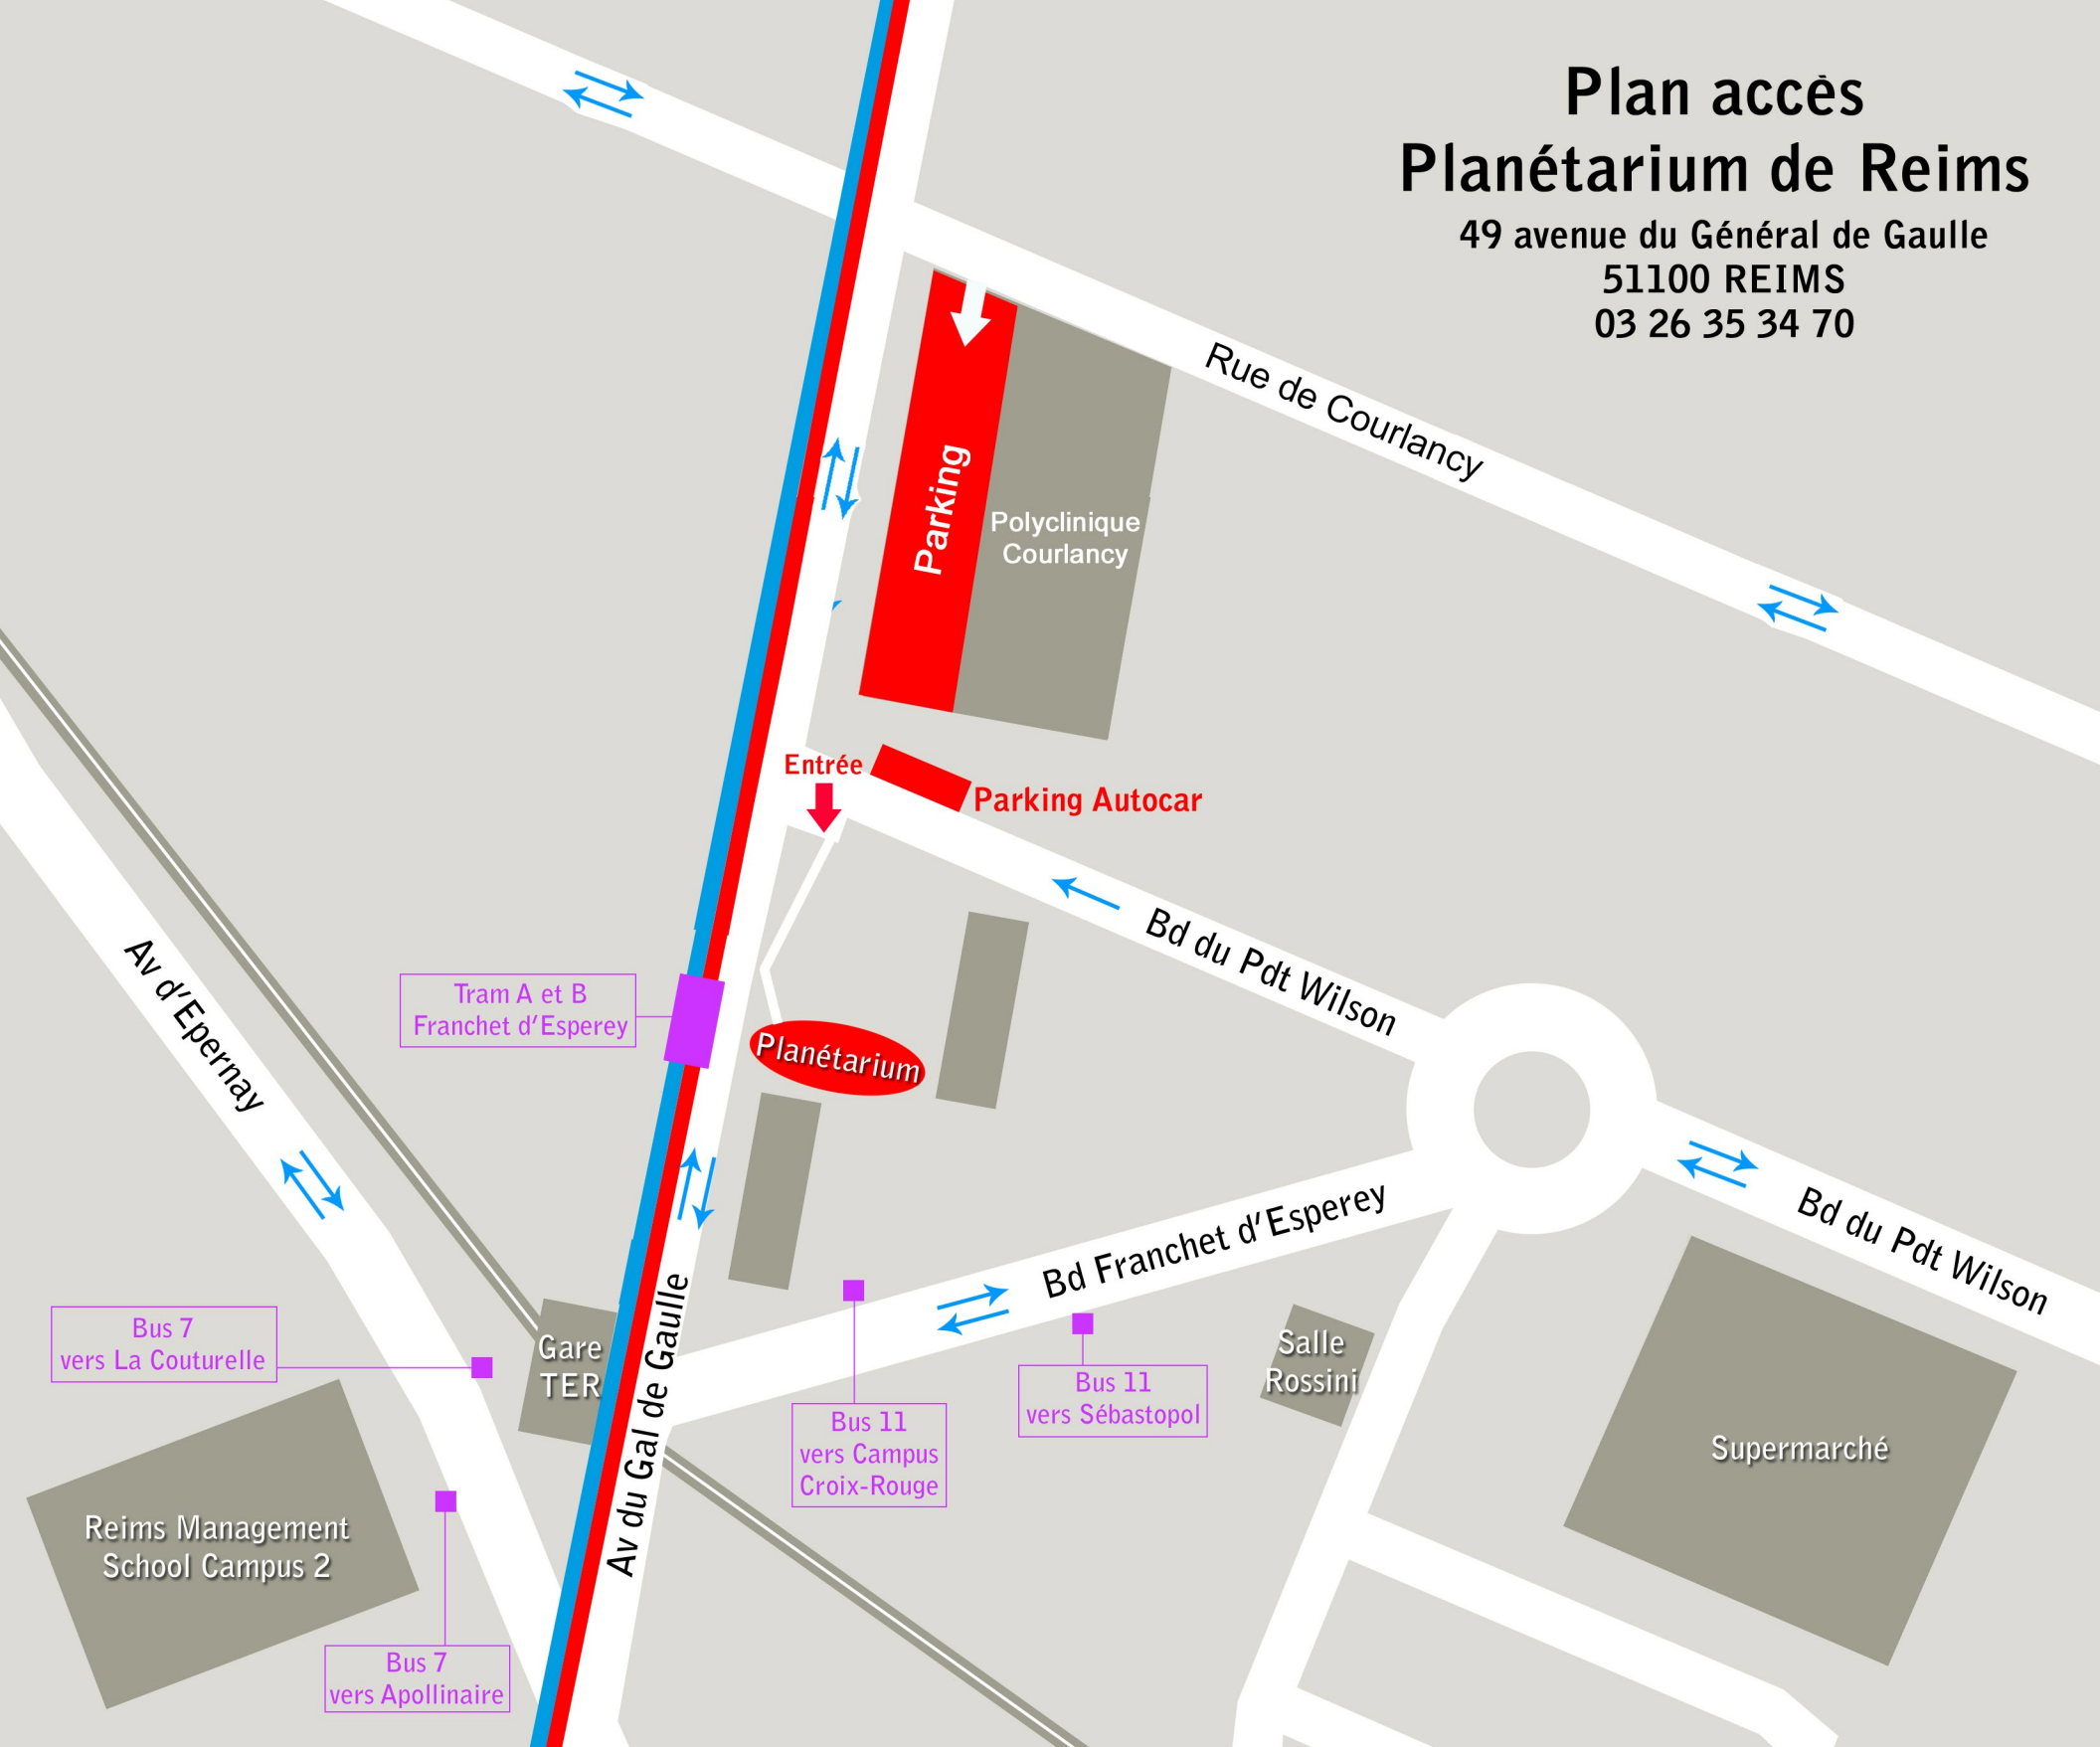 Plan accès
Planétarium de Reims
49 avenue du Général de Gaulle
51100 REIMS
03 26 35 34 70
Rue de Courlancy
Parking
Polyclinique
Courlancy
Entrée
Parking Autocar
Bd du Pdt Wilson
Av d'Epernay
Tram A et B
Franchet d'Esperey
Planétarium
Bd Franchet d'Esperey
Bd du Pdt Wilson
Av du Gal de Gaulle
Gare
TER
Bus 7
vers La Couturelle
Salle
Rossini
Bus 11
vers Sébastopol
Bus 11
vers Campus
Croix-Rouge
Supermarché
Reims Management
School Campus 2
Bus 7
vers Apollinaire